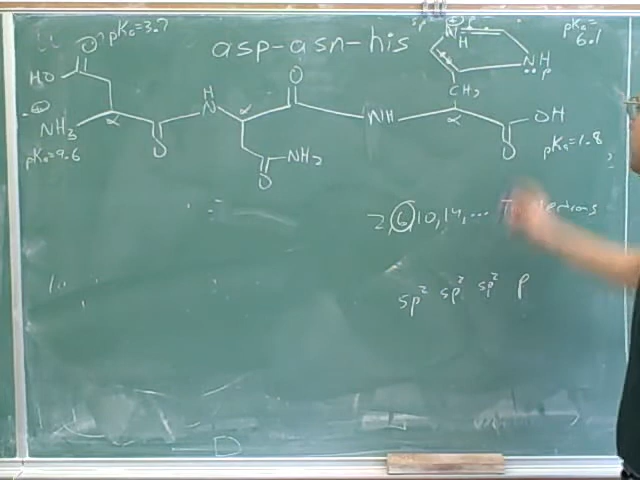 pKa=3.7
asp-asn-his
pKa=
6.1
O
N
H
HO
O
NH
CH2
H
N
α
α
NH
α
OH
NH3
O
O
pKa=9.6
pKa=1.8
NH2
O
2, 6, 10, 14, ...
sp² sp² sp² p
D